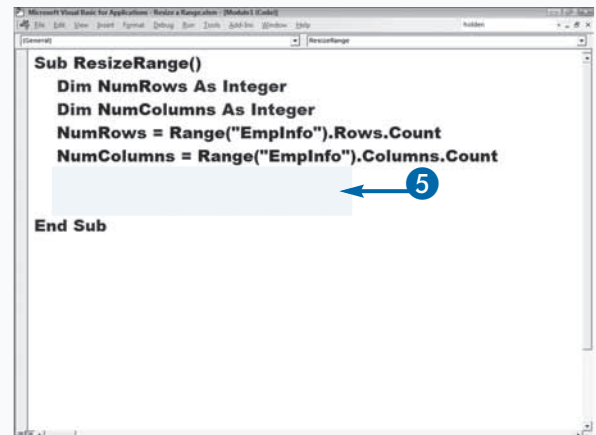 Microsoft Visual Basic for Applications - Resize a Range.xlsm - [Module1 (Code)]
File Edit View Insert Format Debug Run Tools Add-Ins Window Help
(General)
ResizeRange
Sub ResizeRange()
Dim NumRows As Integer
Dim NumColumns As Integer
NumRows = Range("EmpInfo").Rows.Count
NumColumns = Range("EmpInfo").Columns.Count
5
End Sub